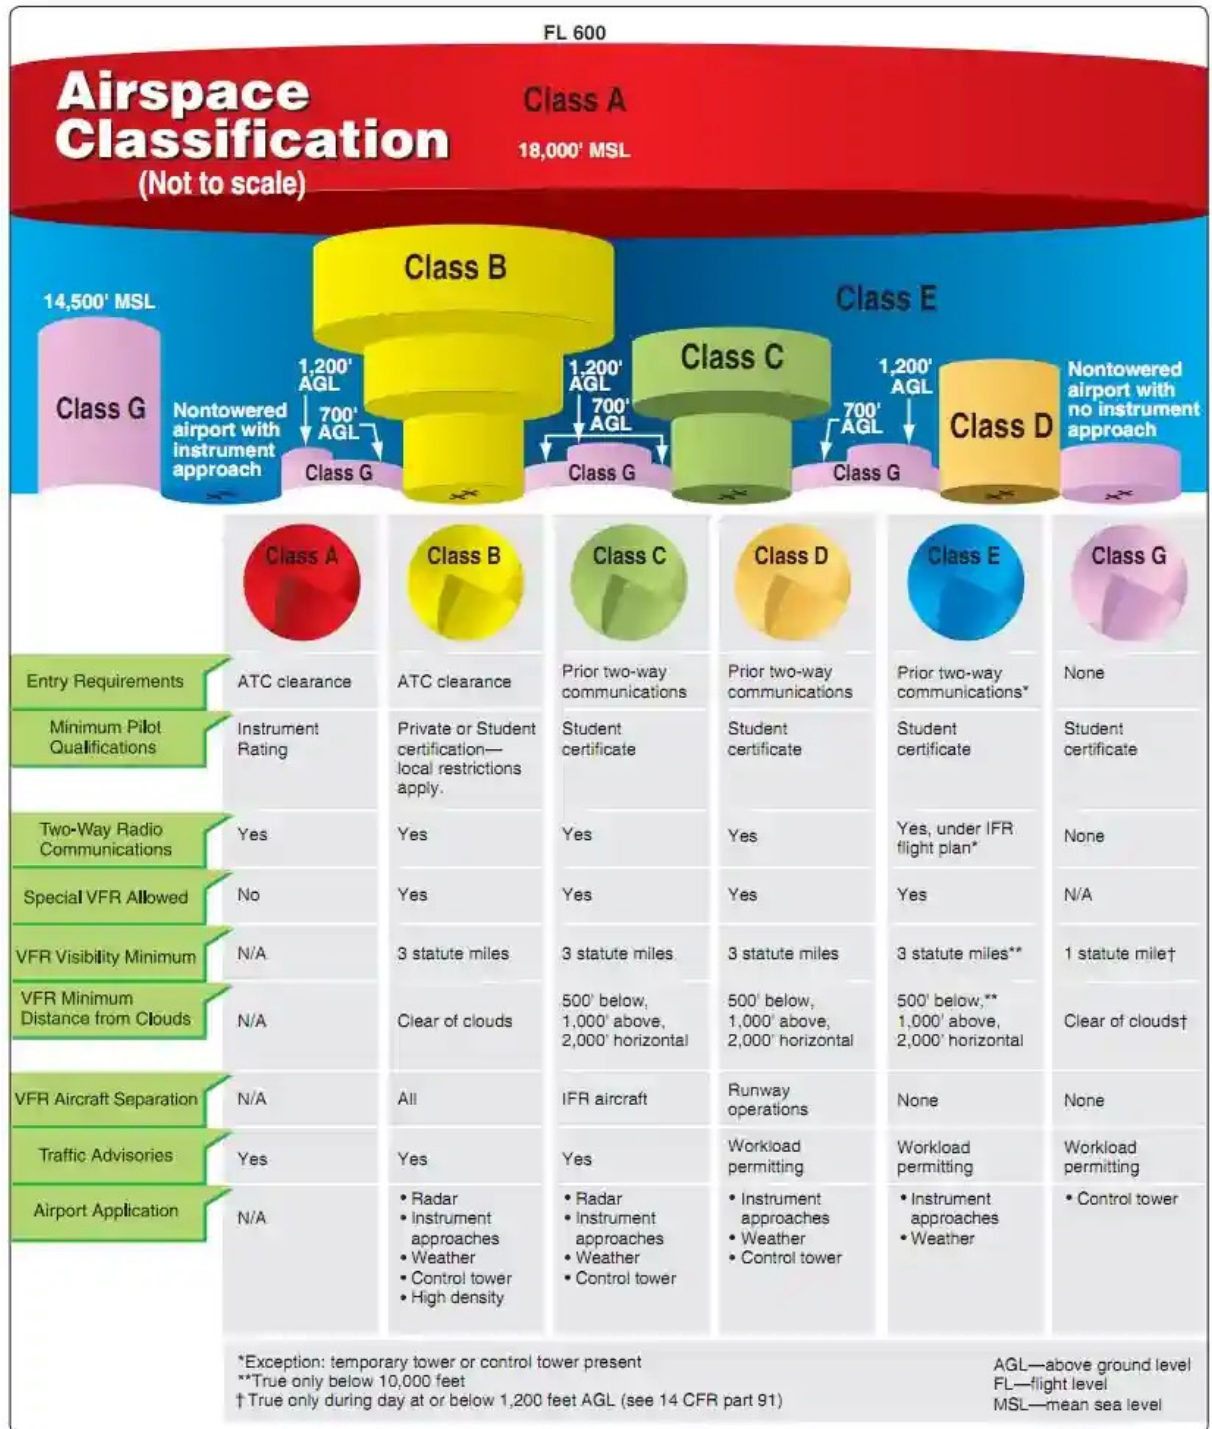 FL 600
Airspace
Classification
(Not to scale)
Class A
18,000' MSL
Class B
Class E
14,500' MSL
Class G
Nontowered
airport with
instrument
approach
1,200'
AGL
700'
AGL
Class G
1,200'
AGL
700'
AGL
Class G
Class C
1,200'
AGL
700'
AGL
Class G
Class D
Nontowered
airport with
no instrument
approach
Class A
Class B
Class C
Class D
Class E
Class G
Entry Requirements
ATC clearance
ATC clearance
Prior two-way
communications
Prior two-way
communications
Prior two-way
communications*
None
Minimum Pilot
Qualifications
Instrument
Rating
Private or Student
certification—
local restrictions
apply.
Student
certificate
Student
certificate
Student
certificate
Student
certificate
Two-Way Radio
Communications
Yes
Yes
Yes
Yes
Yes, under IFR
flight plan*
None
Special VFR Allowed
No
Yes
Yes
Yes
Yes
N/A
VFR Visibility Minimum
N/A
3 statute miles
3 statute miles
3 statute miles
3 statute miles**
1 statute mile†
VFR Minimum
Distance from Clouds
N/A
Clear of clouds
500' below,
1,000' above,
2,000' horizontal
500' below,
1,000' above,
2,000' horizontal
500' below,**
1,000' above,
2,000' horizontal
Clear of clouds†
VFR Aircraft Separation
N/A
All
IFR aircraft
Runway
operations
None
None
Traffic Advisories
Yes
Yes
Yes
Workload
permitting
Workload
permitting
Workload
permitting
Airport Application
N/A
• Radar
• Instrument
approaches
• Weather
• Control tower
• High density
• Radar
• Instrument
approaches
• Weather
• Control tower
• Instrument
approaches
• Weather
• Control tower
• Instrument
approaches
• Weather
• Control tower
*Exception: temporary tower or control tower present
**True only below 10,000 feet
† True only during day at or below 1,200 feet AGL (see 14 CFR part 91)
AGL—above ground level
FL—flight level
MSL—mean sea level